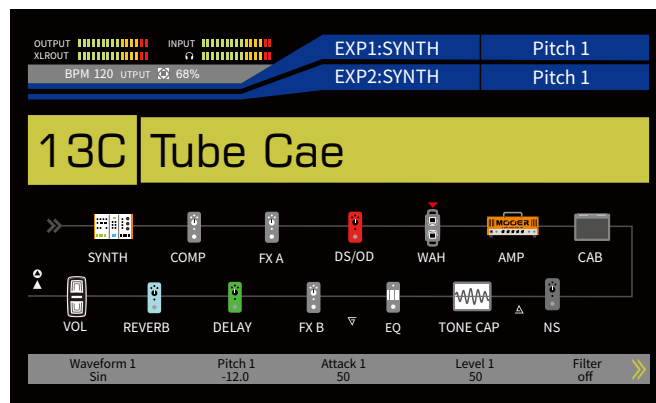 OUTPUT INPUT
XLROUT
BPM 120 UTPUT 68%
EXP1:SYNTH Pitch 1
EXP2:SYNTH Pitch 1
13C Tube Cae
MOOER
SYNTH COMP FX A DS/OD WAH AMP CAB
VOL REVERB DELAY FX B EQ TONE CAP NS
Waveform 1 Pitch 1 Attack 1 Level 1 Filter
Sin -12.0 50 50 off